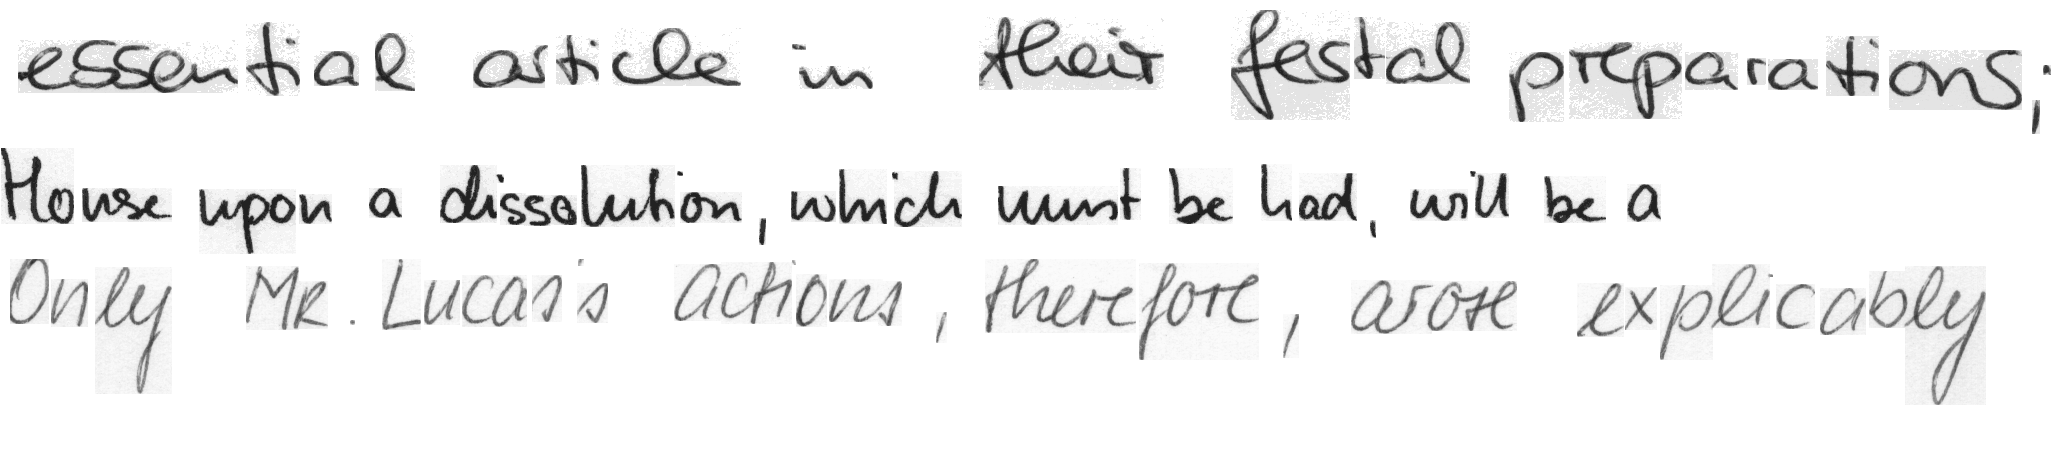 essential article in their festal preparations;
House upon a dissolution, which must be had, will be a
Only Mr. Lucas's actions, therefore, arose explicably